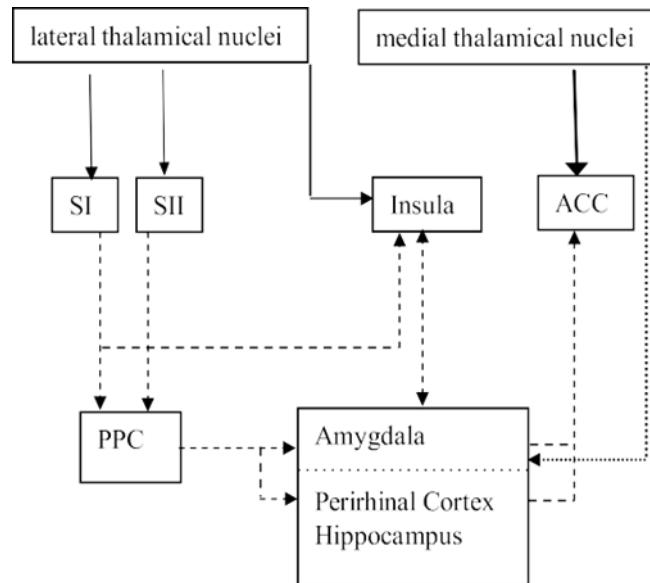 lateral thalamical nuclei
medial thalamical nuclei
SI
SII
Insula
ACC
PPC
Amygdala
Perirhinal Cortex
Hippocampus